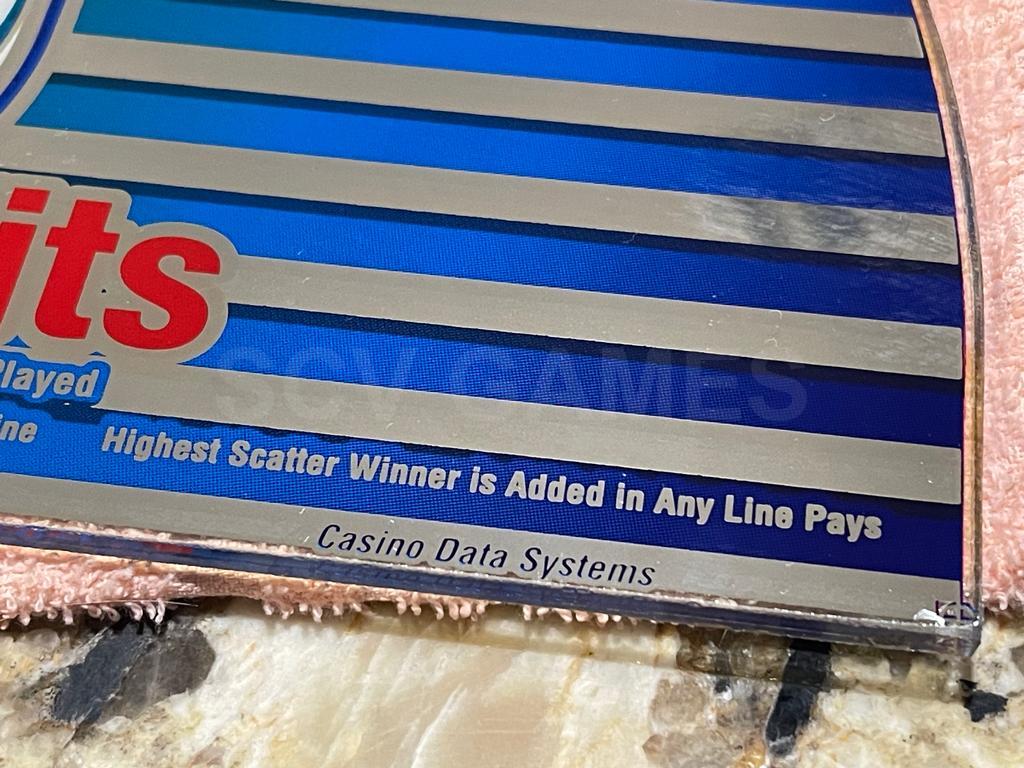 its
Played
ine
Highest Scatter Winner is Added in Any Line Pays
Casino Data Systems
SCV GAMES